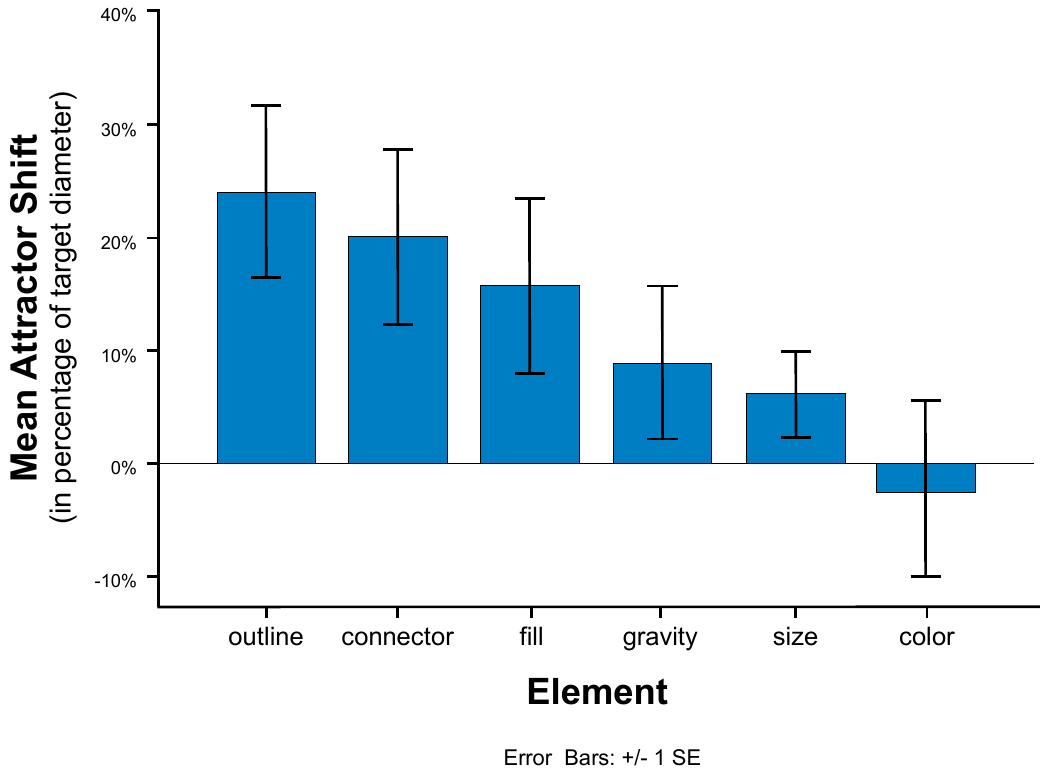 Mean Attractor Shift
(in percentage of target diameter)
40%
30%
20%
10%
0%
-10%
outline connector fill gravity size color
Element
Error Bars: +/- 1 SE